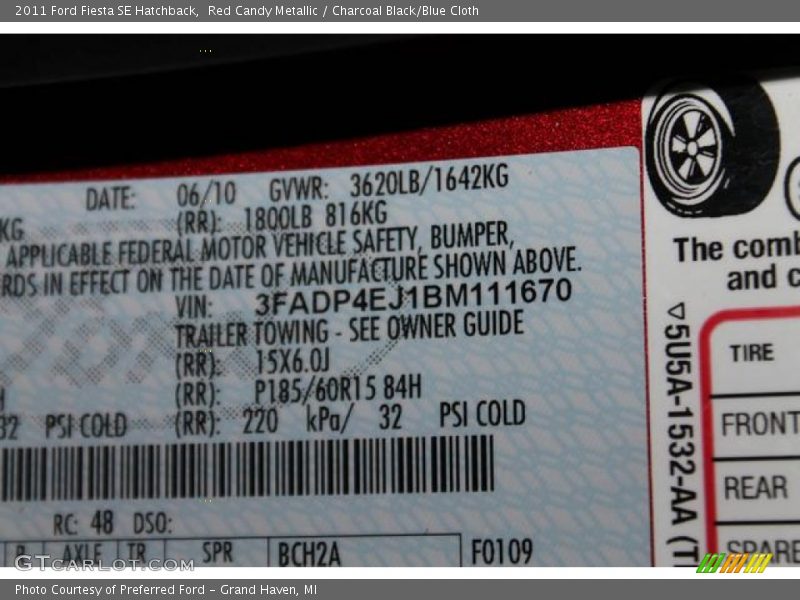 2011 Ford Fiesta SE Hatchback, Red Candy Metallic / Charcoal Black/Blue Cloth
DATE: 06/10 GVWR: 3620LB/1642KG
KG (RR): 1800LB 816KG
APPLICABLE FEDERAL MOTOR VEHICLE SAFETY, BUMPER,
RDS IN EFFECT ON THE DATE OF MANUFACTURE SHOWN ABOVE.
VIN: 3FADP4EJ1BM111670
TRAILER TOWING - SEE OWNER GUIDE
(RR): 15X6.0J
H (RR): P185/60R15 84H
32 PSI COLD (RR): 220 kPa/ 32 PSI COLD
RC: 48 DSO:
B AXLE TR SPR BCH2A F0109
The comb
and c
▽5U5A-1532-AA (T
TIRE
FRONT
REAR
SPARE
GTCARLOT.COM
Photo Courtesy of Preferred Ford – Grand Haven, MI